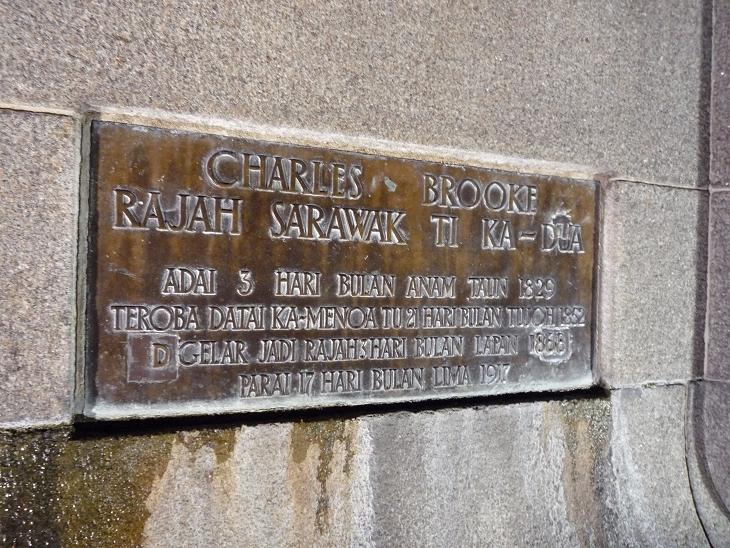 CHARLES BROOKE
RAJAH SARAWAK TI KA-DUA
ADAI 3 HARI BULAN ANAM TAUN 1829
TEROBA DATAI KA-MENOA TU 21 HARI BULAN TUJOH 1852
D GELAR JADI RAJAH 3 HARI BULAN LAPAN 1868
PARAI 17 HARI BULAN LIMA 1917